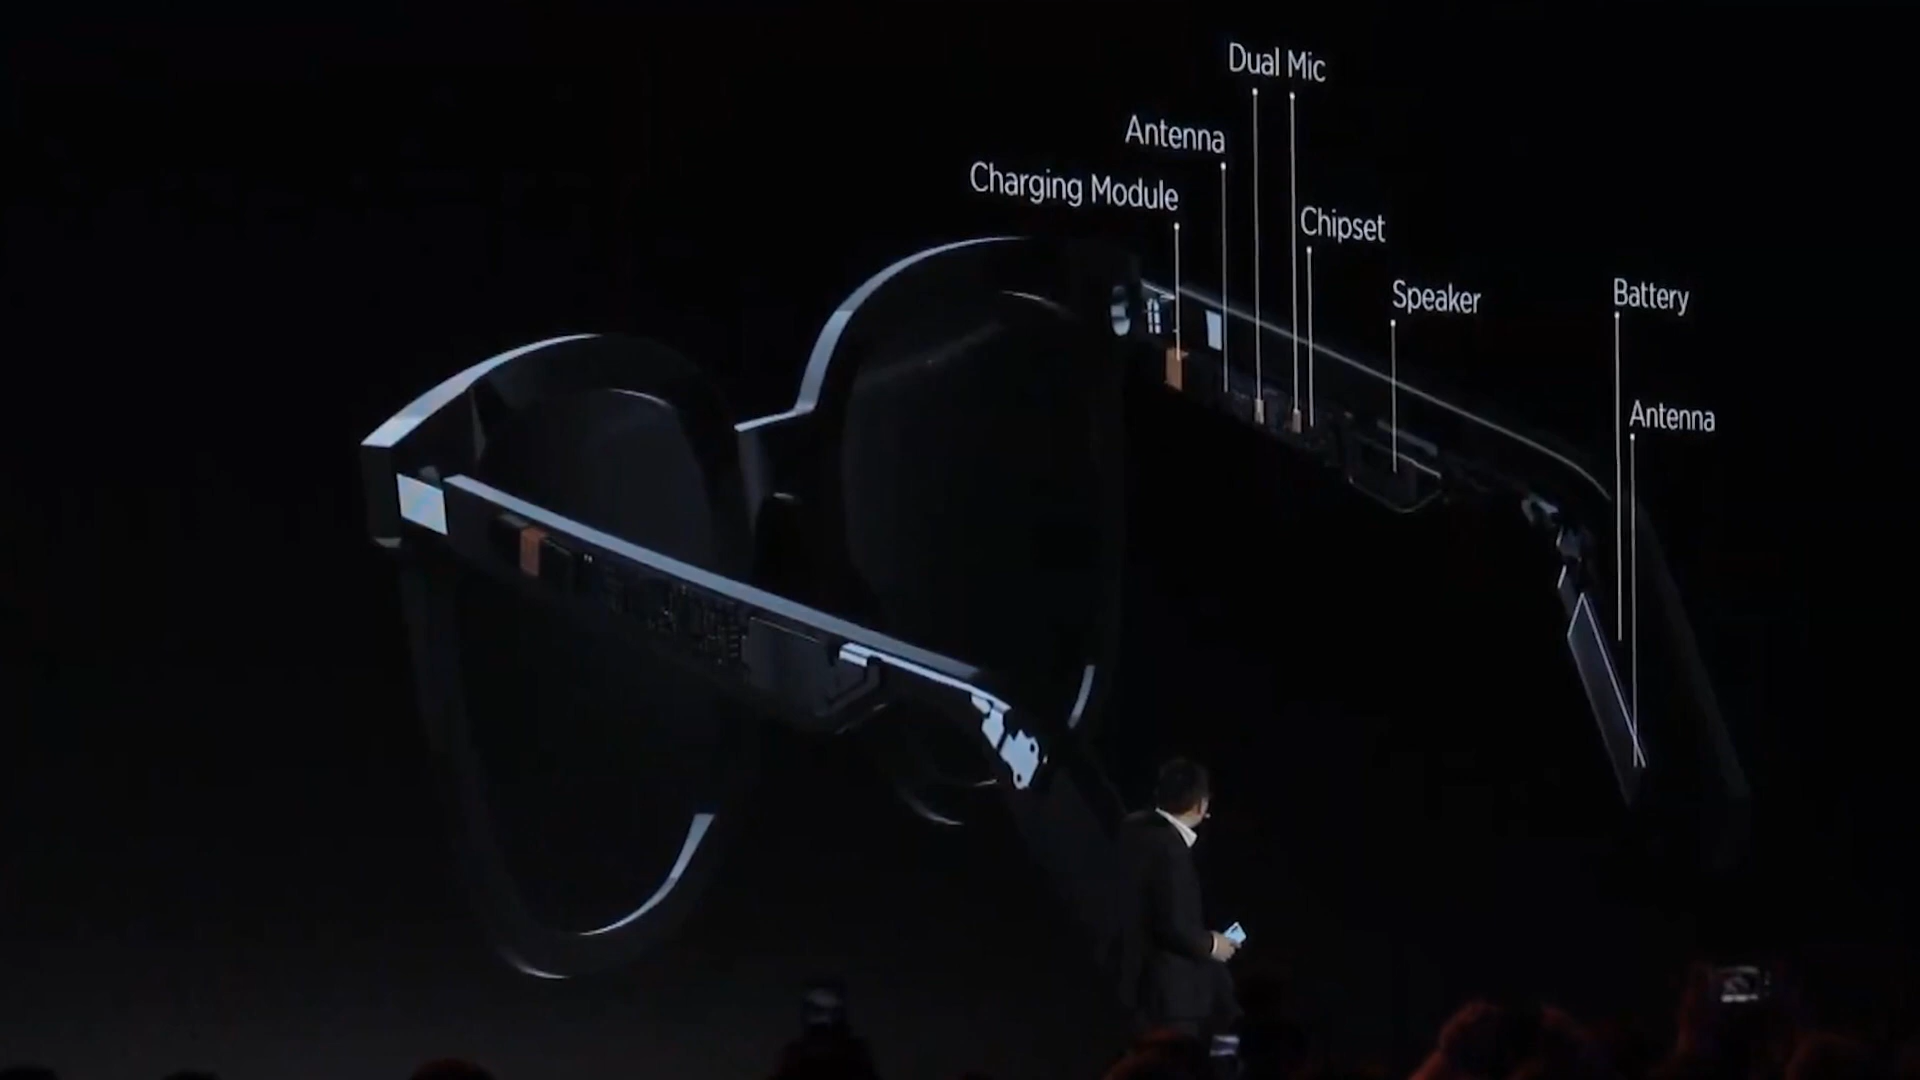 Dual Mic
Antenna
Charging Module
Chipset
Speaker
Battery
Antenna